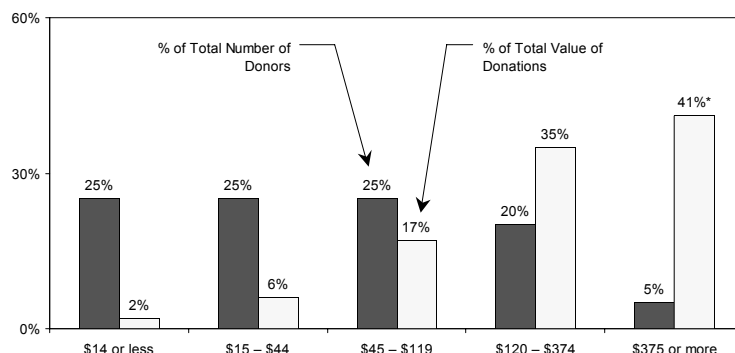 60%
% of Total Number of
Donors
% of Total Value of
Donations
41%*
35%
30%
25%
25%
25%
20%
17%
6%
5%
2%
0%
$14 or less
$15 – $44
$45 – $119
$120 – $374
$375 or more